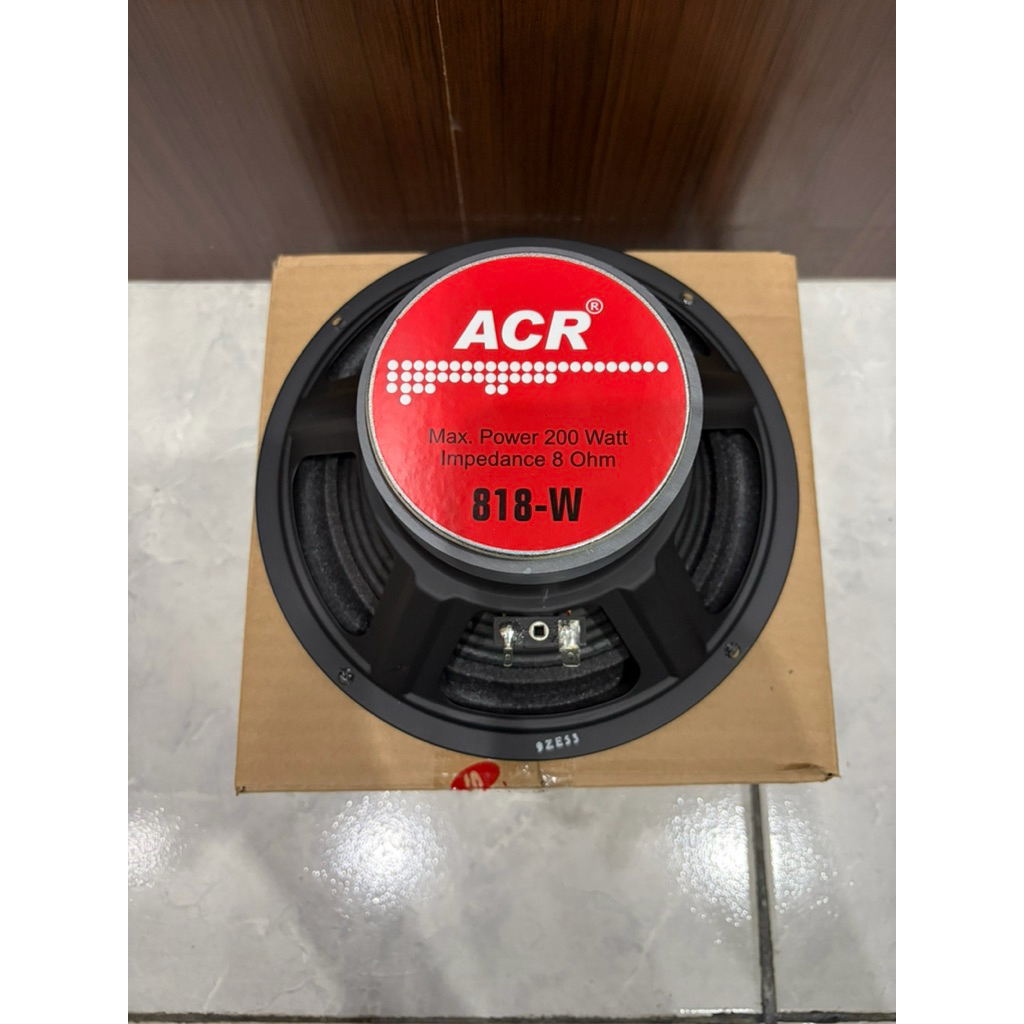 ACR®
Max. Power 200 Watt
Impedance 8 Ohm
818-W
9ZE53